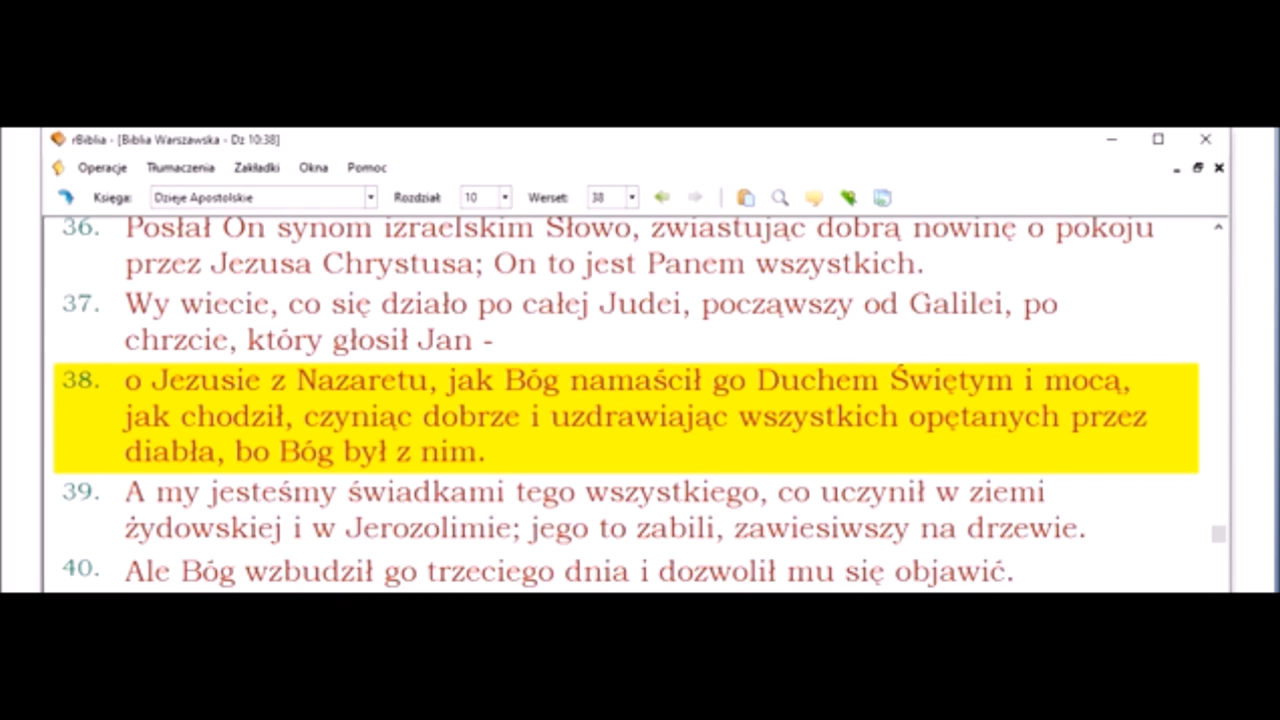 rBiblia - [Biblia Warszawska - Dz 10:38]
Operacje Tłumaczenia Zakładki Okna Pomoc
Księga: Dzieje Apostolskie Rozdział 10 Werset: 38
36. Posłał On synom izraelskim Słowo, zwiastując dobrą nowinę o pokoju
przez Jezusa Chrystusa; On to jest Panem wszystkich.
37. Wy wiecie, co się działo po całej Judei, począwszy od Galilei, po
chrzcie, który głosił Jan -
38. o Jezusie z Nazaretu, jak Bóg namaścił go Duchem Świętym i mocą,
jak chodził, czyniąc dobrze i uzdrawiając wszystkich opętanych przez
diabła, bo Bóg był z nim.
39. A my jesteśmy świadkami tego wszystkiego, co uczynił w ziemi
żydowskiej i w Jerozolimie; jego to zabili, zawiesiwszy na drzewie.
40. Ale Bóg wzbudził go trzeciego dnia i dozwolił mu się objawić.